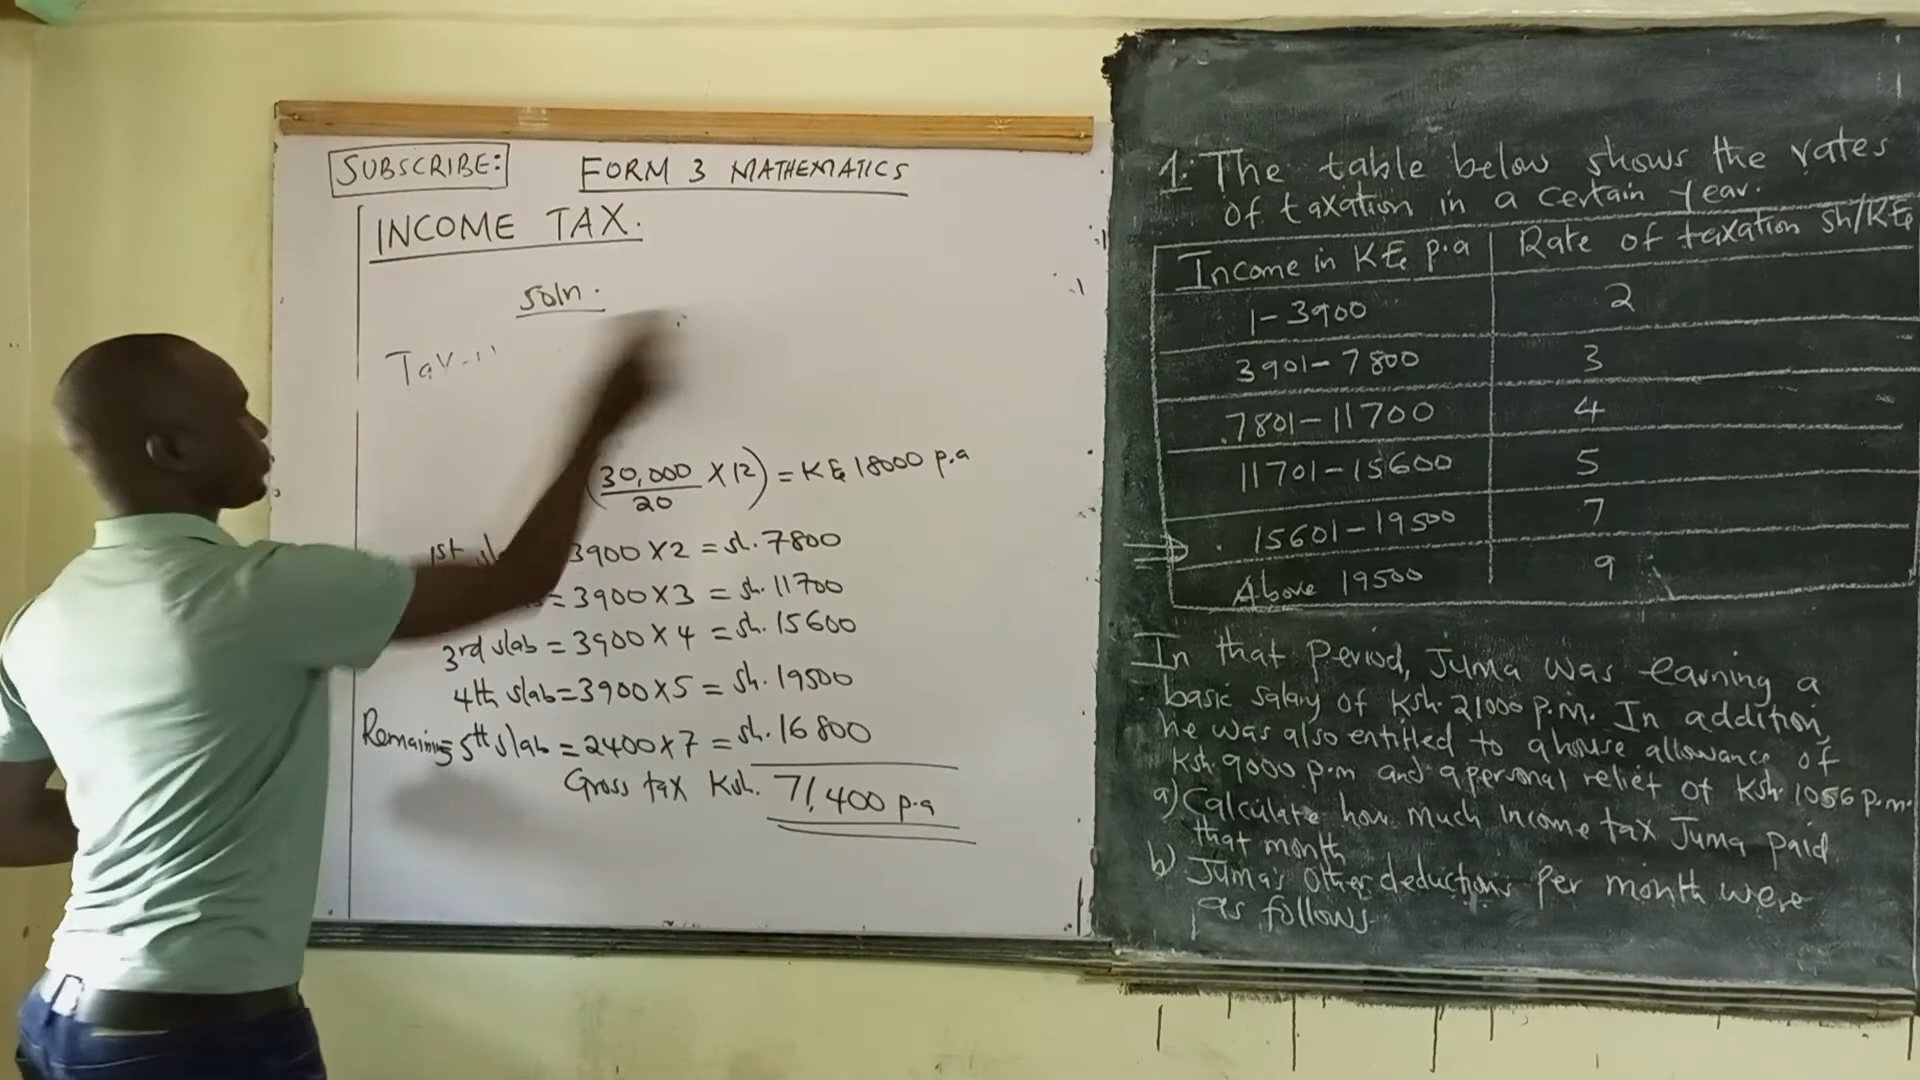 SUBSCRIBE: FORM 3 MATHEMATICS
INCOME TAX.
soln.
(30,000/20 X 12) = K£ 18000 p.a
1st 3900 X 2 = sh. 7800
= 3900 X 3 = sh. 11700
3rd slab = 3900 X 4 = sh. 15600
4th slab = 3900 X 5 = sh. 19500
Remaining = 5th slab = 2400 X 7 = sh. 16800
Gross tax Ksh. 71,400 p.a
1. The table below shows the rates
of taxation in a certain year.
Income in K£ p.a Rate of taxation sh/K£
1-3900 2
3901-7800 3
7801-11700 4
11701-15600 5
15601-19500 7
Above 19500 9
In that Period, Juma was earning a
basic salary of Ksh. 21000 P.M. In addition,
he was also entitled to a house allowance of
Ksh. 9000 p.m and a personal relief of Ksh. 1056 p.m.
a) Calculate how much income tax Juma paid
that month
b) Juma's other deductions per month were
as follows.